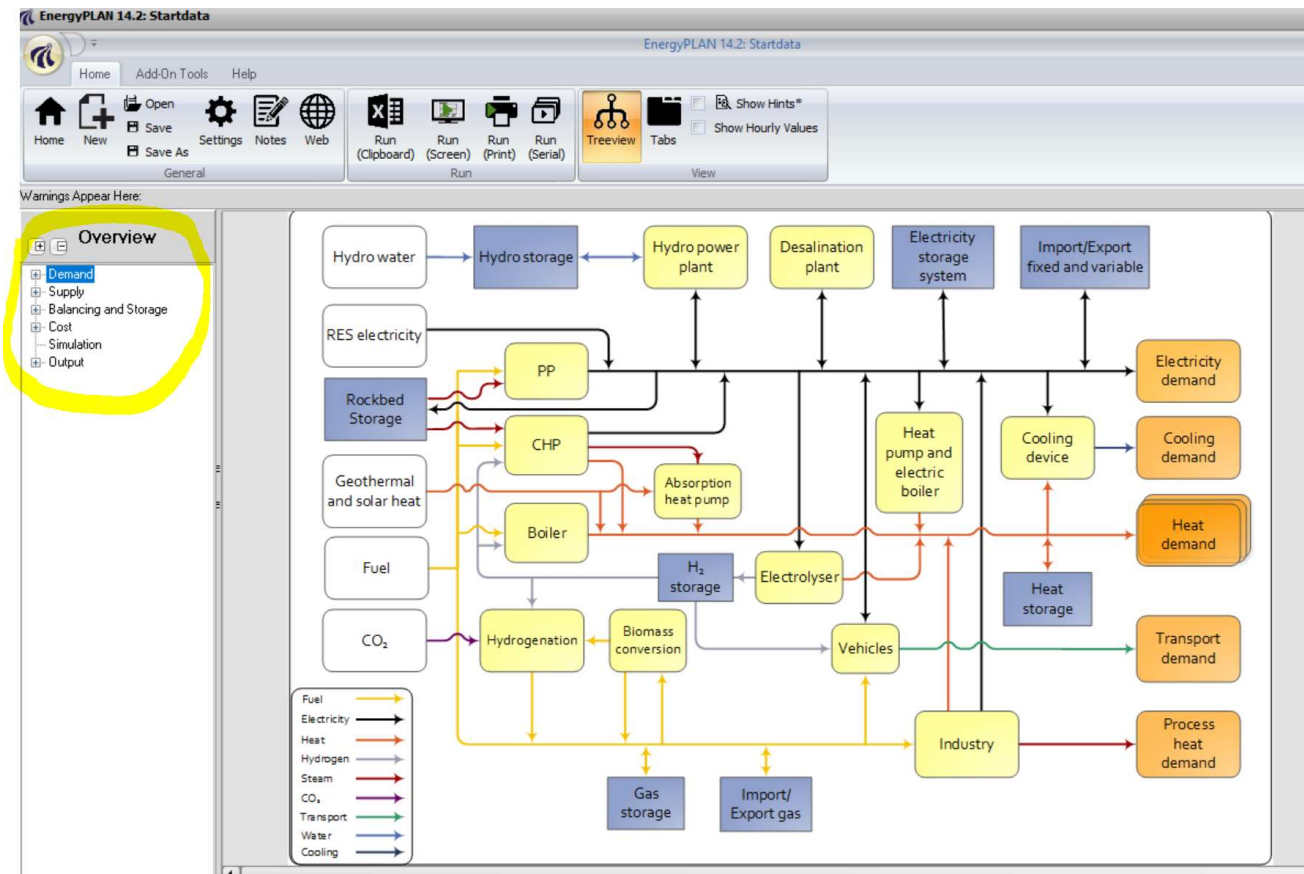 EnergyPLAN 14.2: Startdata
EnergyPLAN 14.2: Startdata
Home Add-On Tools Help
Home
New
Open
Save
Save As
Settings
Notes
Web
General
Run
(Clipboard)
Run
(Screen)
Run
(Print)
Run
(Serial)
Run
Treeview
Tabs
Show Hints*
Show Hourly Values
View
Warnings Appear Here:
Overview
Demand
Supply
Balancing and Storage
Cost
Simulation
Output
Hydro water
Hydro storage
Hydro power
plant
Desalination
plant
Electricity
storage
system
Import/Export
fixed and variable
RES electricity
PP
Electricity
demand
Rockbed
Storage
CHP
Heat
pump and
electric
boiler
Cooling
device
Cooling
demand
Geothermal
and solar heat
Absorption
heat pump
Boiler
Heat
demand
Fuel
H₂
storage
Electrolyser
Heat
storage
CO₂
Hydrogenation
Biomass
conversion
Vehicles
Transport
demand
Fuel
Electricity
Heat
Hydrogen
Steam
CO₂
Transport
Water
Cooling
Industry
Process
heat
demand
Gas
storage
Import/
Export gas